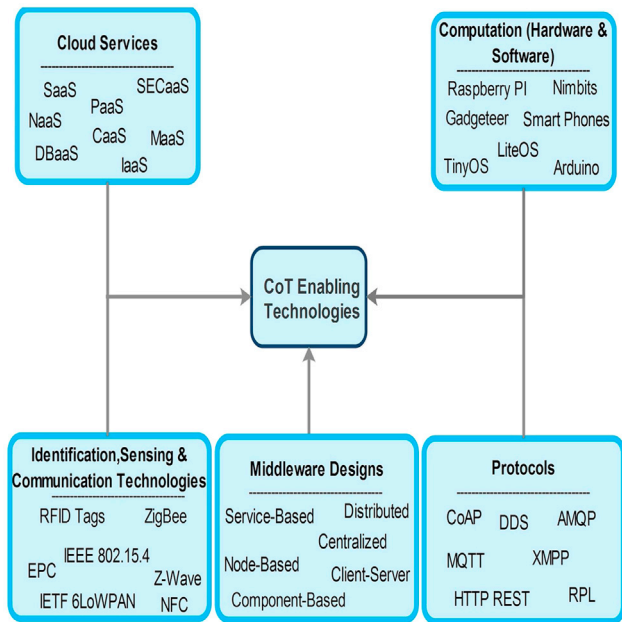 Cloud Services
SaaS
SECaaS
PaaS
NaaS
CaaS
MaaS
DBaaS
IaaS
Computation (Hardware &
Software)
Raspberry PI
Nimbits
Gadgeteer
Smart Phones
LiteOS
TinyOS
Arduino
CoT Enabling
Technologies
Identification,Sensing &
Communication Technologies
RFID Tags
ZigBee
IEEE 802.15.4
EPC
Z-Wave
IETF 6LoWPAN
NFC
Middleware Designs
Service-Based
Distributed
Centralized
Node-Based
Client-Server
Component-Based
Protocols
CoAP
DDS
AMQP
MQTT
XMPP
HTTP REST
RPL